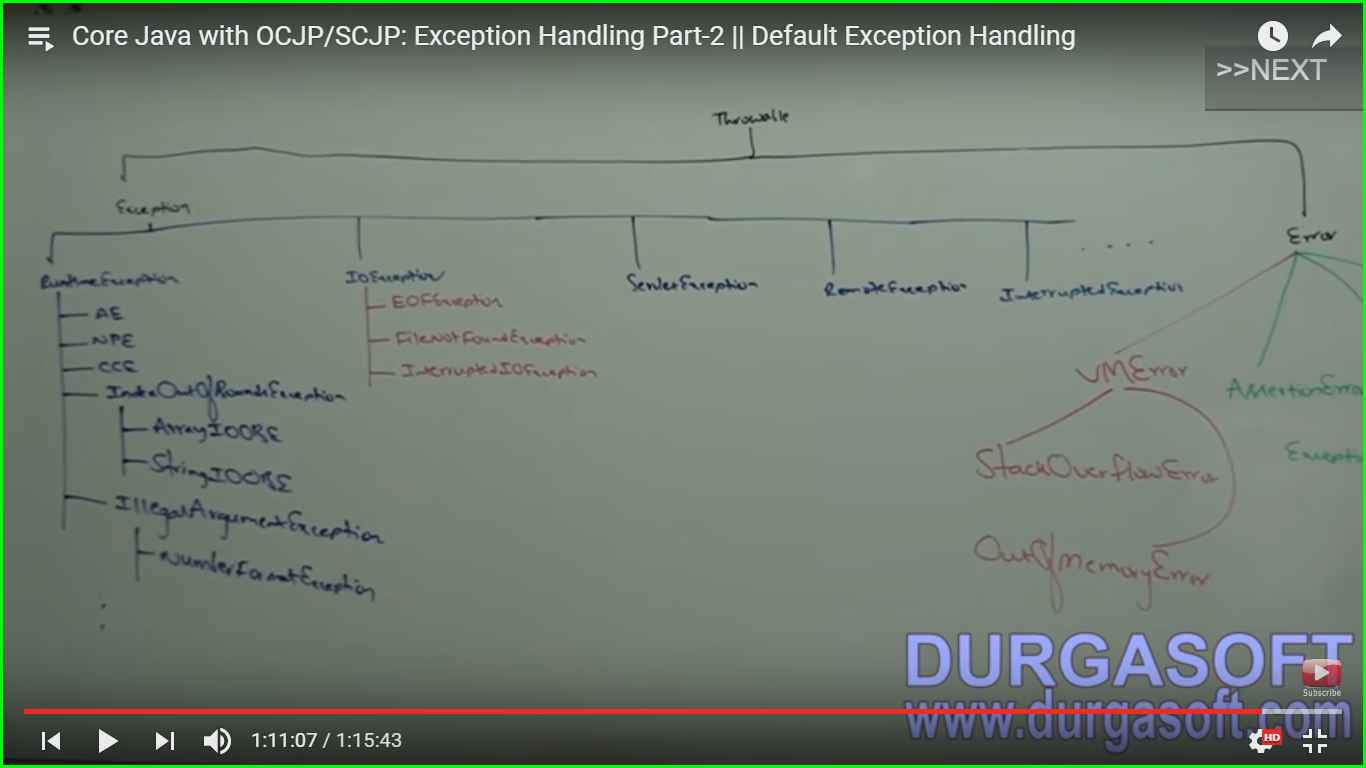 Core Java with OCJP/SCJP: Exception Handling Part-2 || Default Exception Handling
>>NEXT
Throwable
Exception
Error
RuntimeException
IOException
ServletException
RemoteException
InterruptedException
. . . .
AE
EOFException
NPE
FileNotFoundException
CCE
InterruptedIOException
VMError
IndexOutOfBoundsException
AssertionError
ArrayIOOBE
StringIOOBE
StackOverflowError
Excepti
IllegalArgumentException
NumberFormatException
OutOfMemoryError
DURGASOFT
Subscribe
www.durgasoft.com
1:11:07 / 1:15:43
HD